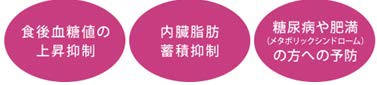 食後血糖値の
上昇抑制
内臓脂肪
蓄積抑制
糖尿病や肥満
(メタボリックシンドローム)
の方への予防